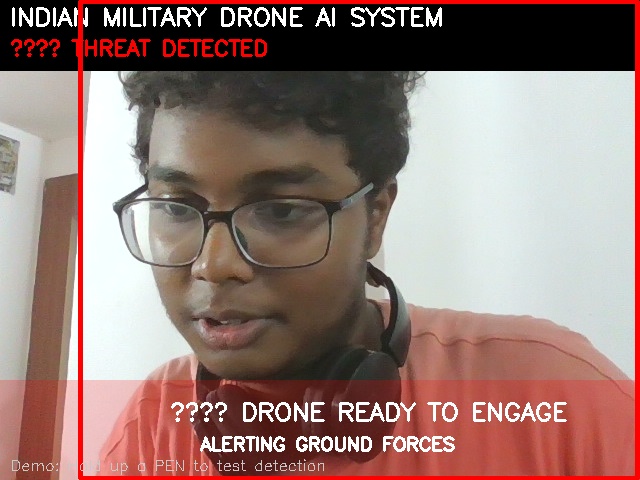 INDIAN MILITARY DRONE AI SYSTEM
???? THREAT DETECTED
???? DRONE READY TO ENGAGE
ALERTING GROUND FORCES
Demo: up a PEN to test detection